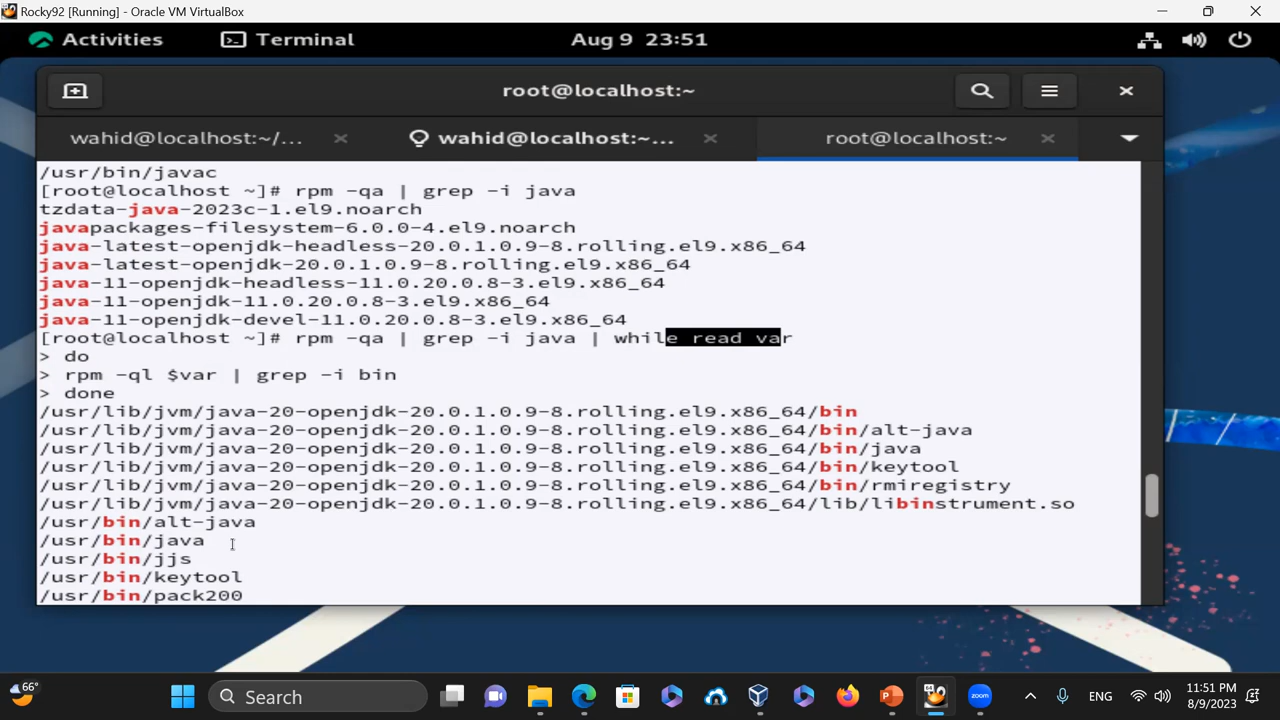 Rocky92 [Running] - Oracle VM VirtualBox
Activities Terminal Aug 9 23:51
root@localhost:~
wahid@localhost:~/... wahid@localhost:~... root@localhost:~
/usr/bin/javac
[root@localhost ~]# rpm -qa | grep -i java
tzdata-java-2023c-1.el9.noarch
javapackages-filesystem-6.0.0-4.el9.noarch
java-latest-openjdk-headless-20.0.1.0.9-8.rolling.el9.x86_64
java-latest-openjdk-20.0.1.0.9-8.rolling.el9.x86_64
java-11-openjdk-headless-11.0.20.0.8-3.el9.x86_64
java-11-openjdk-11.0.20.0.8-3.el9.x86_64
java-11-openjdk-devel-11.0.20.0.8-3.el9.x86_64
[root@localhost ~]# rpm -qa | grep -i java | while read var
> do
> rpm -ql $var | grep -i bin
> done
/usr/lib/jvm/java-20-openjdk-20.0.1.0.9-8.rolling.el9.x86_64/bin
/usr/lib/jvm/java-20-openjdk-20.0.1.0.9-8.rolling.el9.x86_64/bin/alt-java
/usr/lib/jvm/java-20-openjdk-20.0.1.0.9-8.rolling.el9.x86_64/bin/java
/usr/lib/jvm/java-20-openjdk-20.0.1.0.9-8.rolling.el9.x86_64/bin/keytool
/usr/lib/jvm/java-20-openjdk-20.0.1.0.9-8.rolling.el9.x86_64/bin/rmiregistry
/usr/lib/jvm/java-20-openjdk-20.0.1.0.9-8.rolling.el9.x86_64/lib/libinstrument.so
/usr/bin/alt-java
/usr/bin/java
/usr/bin/jjs
/usr/bin/keytool
/usr/bin/pack200
66°
Search
zoom
ENG
11:51 PM
8/9/2023